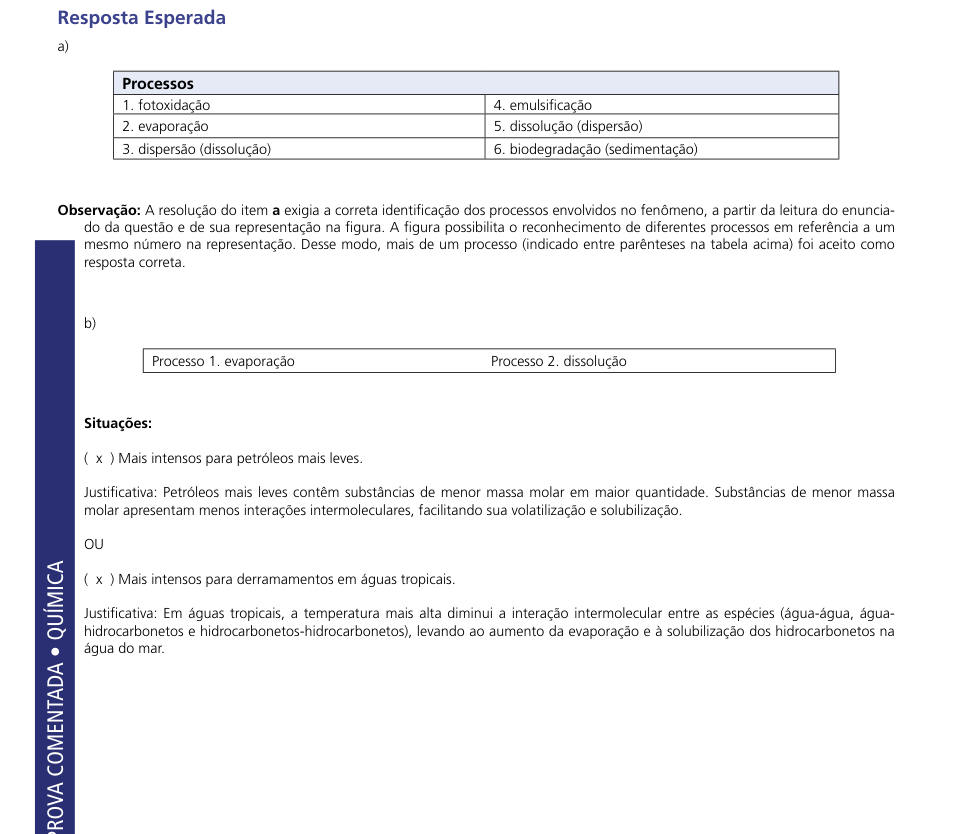 Resposta Esperada
a)
Processos
1. fotoxidação
4. emulsificação
2. evaporação
5. dissolução (dispersão)
3. dispersão (dissolução)
6. biodegradação (sedimentação)
Observação: A resolução do item a exigia a correta identificação dos processos envolvidos no fenômeno, a partir da leitura do enuncia-
do da questão e de sua representação na figura. A figura possibilita o reconhecimento de diferentes processos em referência a um
mesmo número na representação. Desse modo, mais de um processo (indicado entre parênteses na tabela acima) foi aceito como
resposta correta.
b)
Processo 1. evaporação
Processo 2. dissolução
Situações:
( x ) Mais intensos para petróleos mais leves.
Justificativa: Petróleos mais leves contêm substâncias de menor massa molar em maior quantidade. Substâncias de menor massa
molar apresentam menos interações intermoleculares, facilitando sua volatilização e solubilização.
OU
( x ) Mais intensos para derramamentos em águas tropicais.
Justificativa: Em águas tropicais, a temperatura mais alta diminui a interação intermolecular entre as espécies (água-água, água-
hidrocarbonetos e hidrocarbonetos-hidrocarbonetos), levando ao aumento da evaporação e à solubilização dos hidrocarbonetos na
água do mar.
PROVA COMENTADA • QUÍMICA